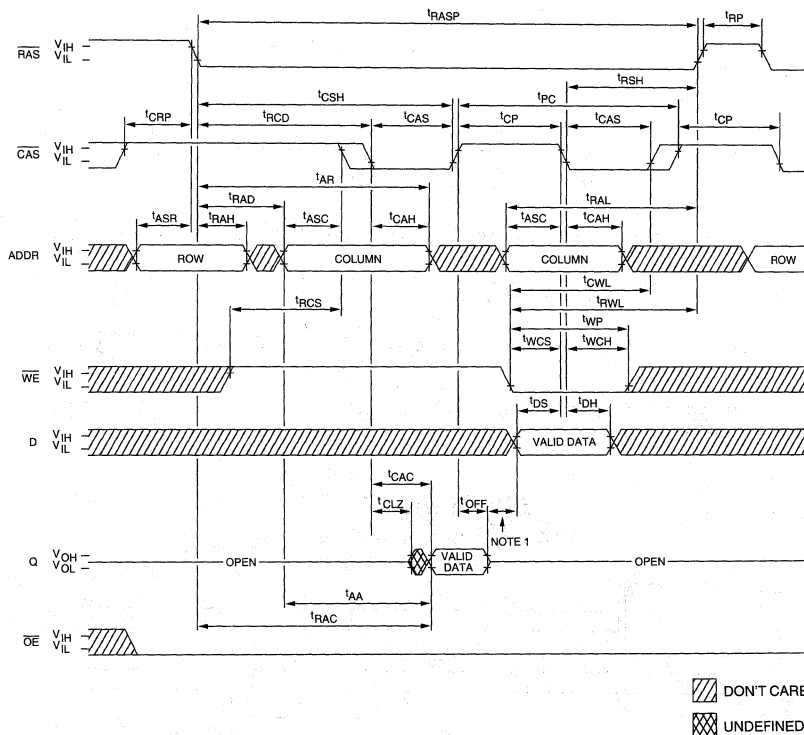 tRASP
tRP
RAS VIH
VIL
tRSH
tCSH
tPC
tCRP tRCD tCAS tCP tCAS tCP
CAS VIH
VIL
tAR
tRAD tRAL
tASR tRAH tASC tCAH tASC tCAH
ADDR VIH
VIL
ROW COLUMN COLUMN ROW
tCWL
tRCS tRWL
tWP
tWCS tWCH
WE VIH
VIL
tDS tDH
D VIH
VIL
VALID DATA
tCAC
tCLZ tOFF
NOTE 1
Q VOH
VOL
OPEN VALID
DATA OPEN
tAA
tRAC
OE VIH
VIL
DON'T CARE
UNDEFINED